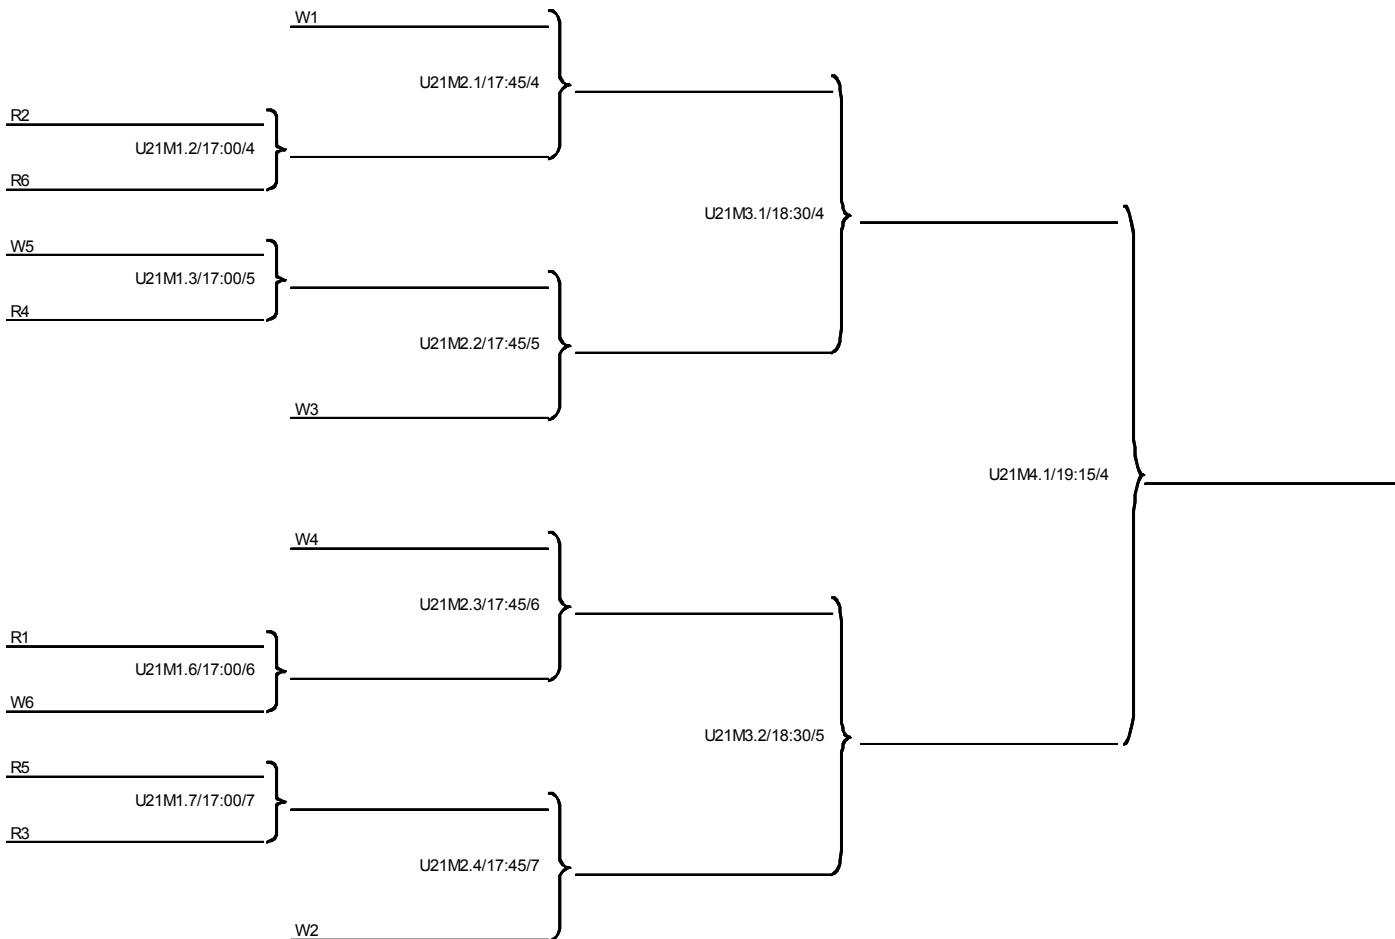 W1
U21M2.1/17:45/4
R2
U21M1.2/17:00/4
R6
U21M3.1/18:30/4
W5
U21M1.3/17:00/5
R4
U21M2.2/17:45/5
W3
U21M4.1/19:15/4
W4
U21M2.3/17:45/6
R1
U21M1.6/17:00/6
W6
U21M3.2/18:30/5
R5
U21M1.7/17:00/7
R3
U21M2.4/17:45/7
W2